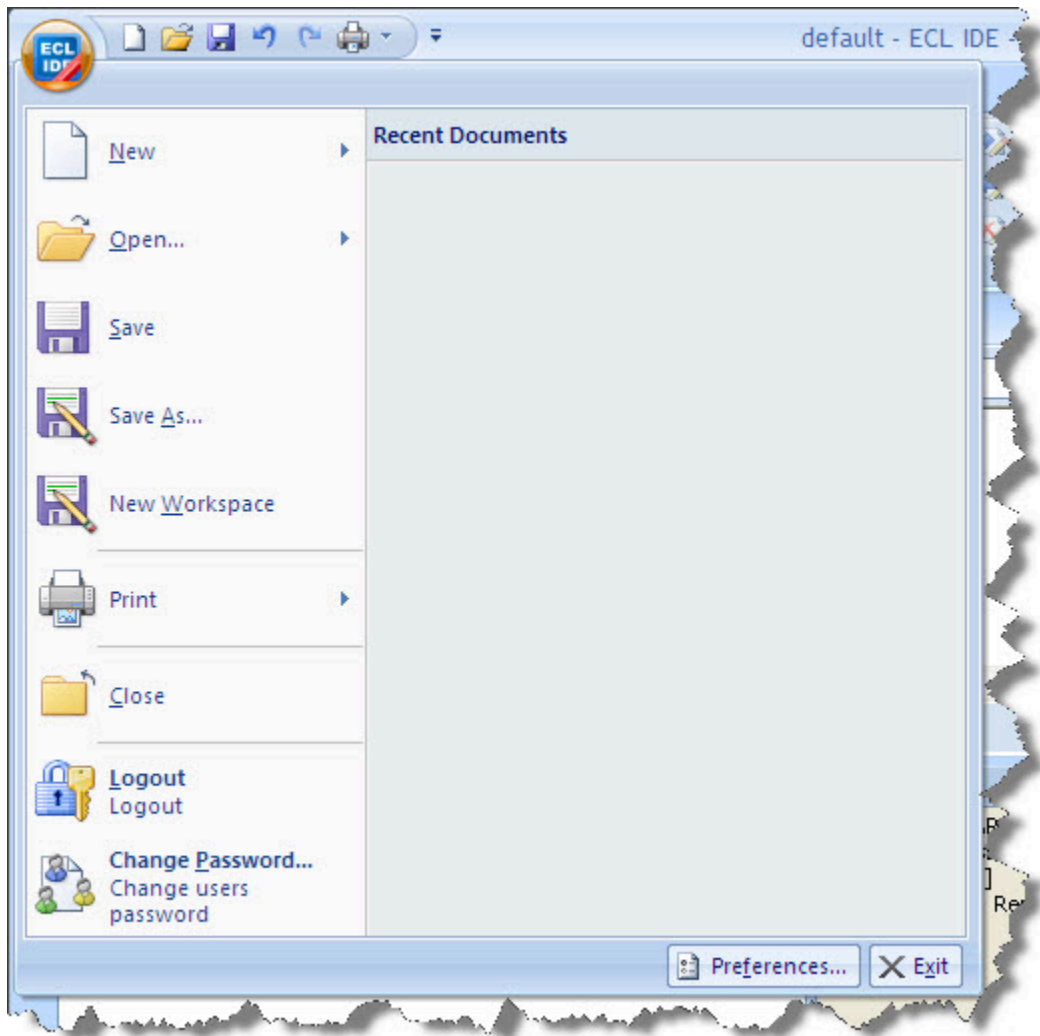 default - ECL IDE -
ECL
IDE
Recent Documents
New
Open...
Save
Save As...
New Workspace
Print
Close
Logout
Logout
Change Password...
Change users
password
Preferences...
Exit